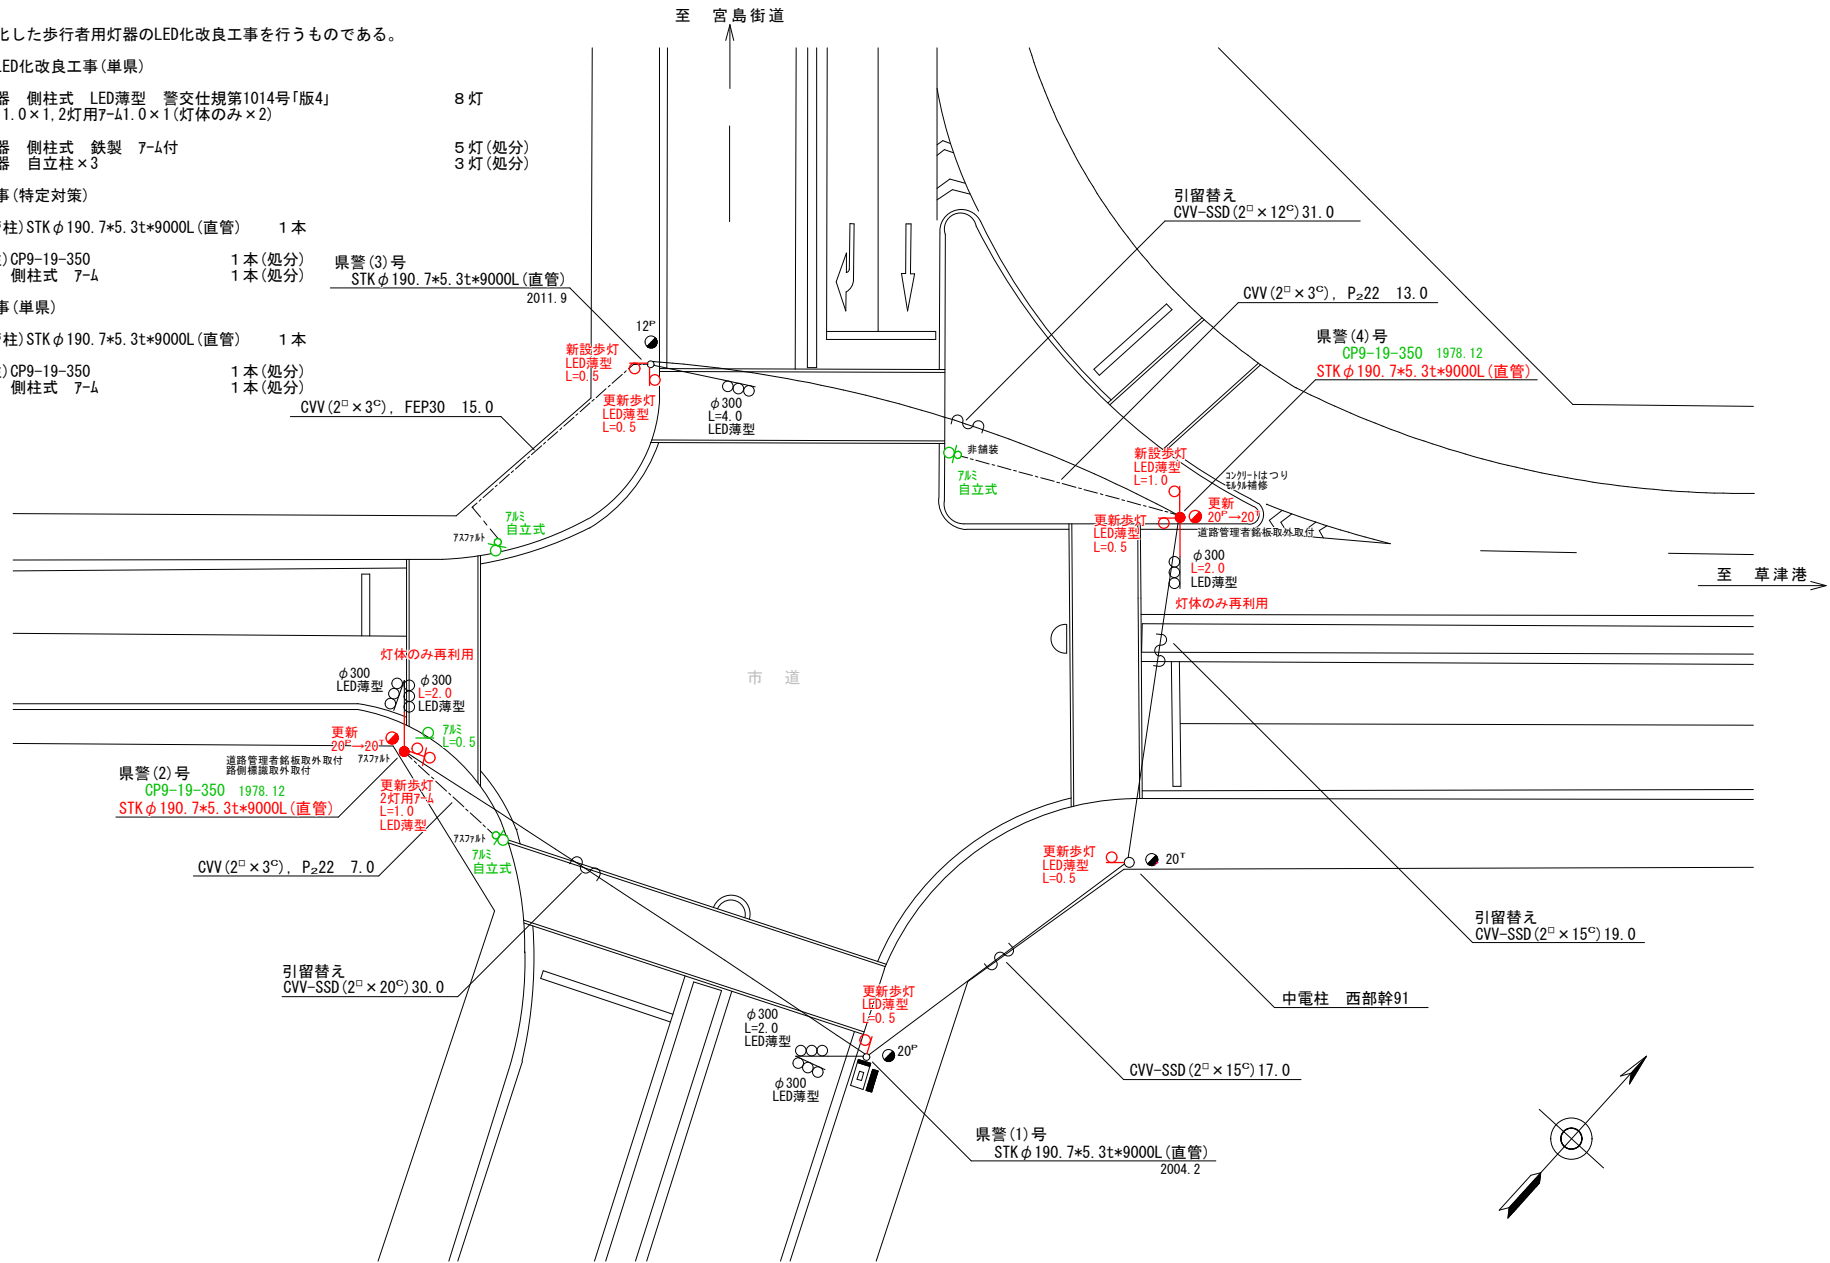 至　宮島街道
化した歩行者用灯器のLED化改良工事を行うものである。
LED化改良工事(単県)
器　側柱式　LED薄型　警交仕規第1014号「版4」　8灯
1.0×1,2灯用ｱｰﾑ1.0×1(灯体のみ×2)
器　側柱式　鉄製　ｱｰﾑ付　5灯(処分)
器　自立柱×3　3灯(処分)
事(特定対策)
管柱)STKφ190.7*5.3t*9000L(直管)　1本
)CP9-19-350　1本(処分)
側柱式　ｱｰﾑ　1本(処分)
事(単県)
管柱)STKφ190.7*5.3t*9000L(直管)　1本
)CP9-19-350　1本(処分)
側柱式　ｱｰﾑ　1本(処分)
県警(3)号
STKφ190.7*5.3t*9000L(直管)
2011.9
12P
新設歩灯
LED薄型
L=0.5
更新歩灯
LED薄型
L=0.5
φ300
L=4.0
LED薄型
CVV(2□×3C), FEP30　15.0
引留替え
CVV-SSD(2□×12C)31.0
CVV(2□×3C), P₂22　13.0
県警(4)号
CP9-19-350　1978.12
STKφ190.7*5.3t*9000L(直管)
非舗装
ｱﾙﾐ
自立式
新設歩灯
LED薄型
L=1.0
ｺﾝｸﾘｰﾄはつり
ﾓﾙﾀﾙ補修
更新
20P→20T
道路管理者銘板取外取付
更新歩灯
LED薄型
L=0.5
φ300
L=2.0
LED薄型
灯体のみ再利用
至　草津港
ｱﾙﾐ
自立式
ｱｽﾌｧﾙﾄ
市　道
灯体のみ再利用
φ300
LED薄型
φ300
L=2.0
LED薄型
ｱﾙﾐ
L=0.5
更新
20P→20T
道路管理者銘板取外取付
路側標識取外取付
ｱｽﾌｧﾙﾄ
県警(2)号
CP9-19-350　1978.12
STKφ190.7*5.3t*9000L(直管)
更新歩灯
2灯用ｱｰﾑ
L=1.0
LED薄型
ｱｽﾌｧﾙﾄ
ｱﾙﾐ
自立式
CVV(2□×3C), P₂22　7.0
更新歩灯
LED薄型
L=0.5
20T
引留替え
CVV-SSD(2□×15C)19.0
引留替え
CVV-SSD(2□×20C)30.0
中電柱　西部幹91
更新歩灯
LED薄型
L=0.5
φ300
L=2.0
LED薄型
20P
φ300
LED薄型
CVV-SSD(2□×15C)17.0
県警(1)号
STKφ190.7*5.3t*9000L(直管)
2004.2